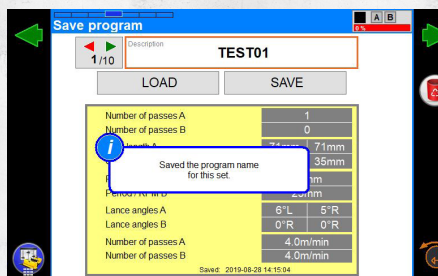 Save program
A B
0 %
1/10
Description
TEST01
LOAD SAVE
Number of passes A 1
Number of passes B 0
71mm 71mm
35mm
i
Saved the program name
for this set.
Lance angles A 6°L 5°R
Lance angles B 0°R 0°R
Number of passes A 4.0m/min
Number of passes B 4.0m/min
Saved: 2019-08-28 14:15:04